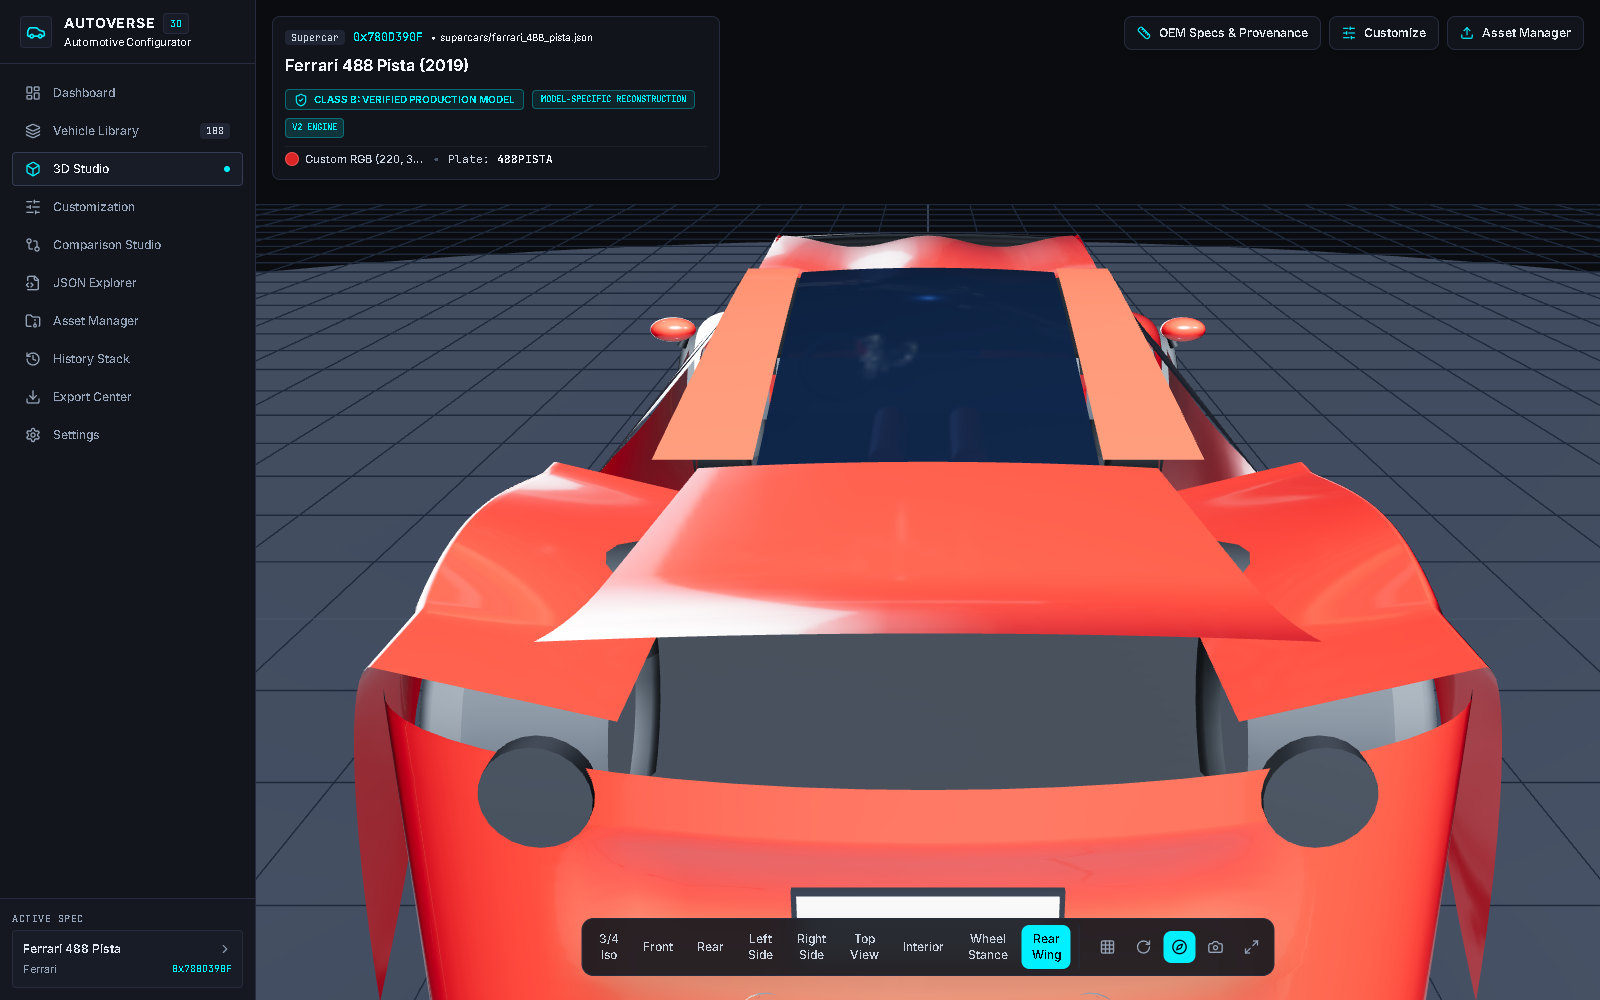 AUTOVERSE 3D
Automotive Configurator
Dashboard
Vehicle Library 188
3D Studio
Customization
Comparison Studio
JSON Explorer
Asset Manager
History Stack
Export Center
Settings
ACTIVE SPEC
Ferrari 488 Pista
Ferrari 0x780D390F
Supercar 0x780D390F • supercars/ferrari_488_pista.json
Ferrari 488 Pista (2019)
CLASS B: VERIFIED PRODUCTION MODEL MODEL-SPECIFIC RECONSTRUCTION
V2 ENGINE
Custom RGB (220, 3... • Plate: 488PISTA
OEM Specs & Provenance
Customize
Asset Manager
3/4 Iso
Front
Rear
Left Side
Right Side
Top View
Interior
Wheel Stance
Rear Wing